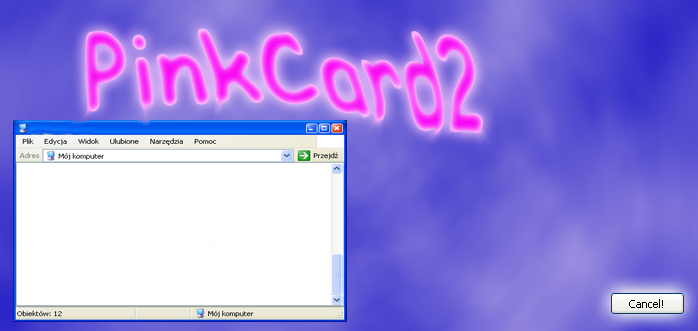 PinkCard2
Plik Edycja Widok Ulubione Narzędzia Pomoc
Adres Mój komputer Przejdź
Obiektów: 12 Mój komputer
Cancel!